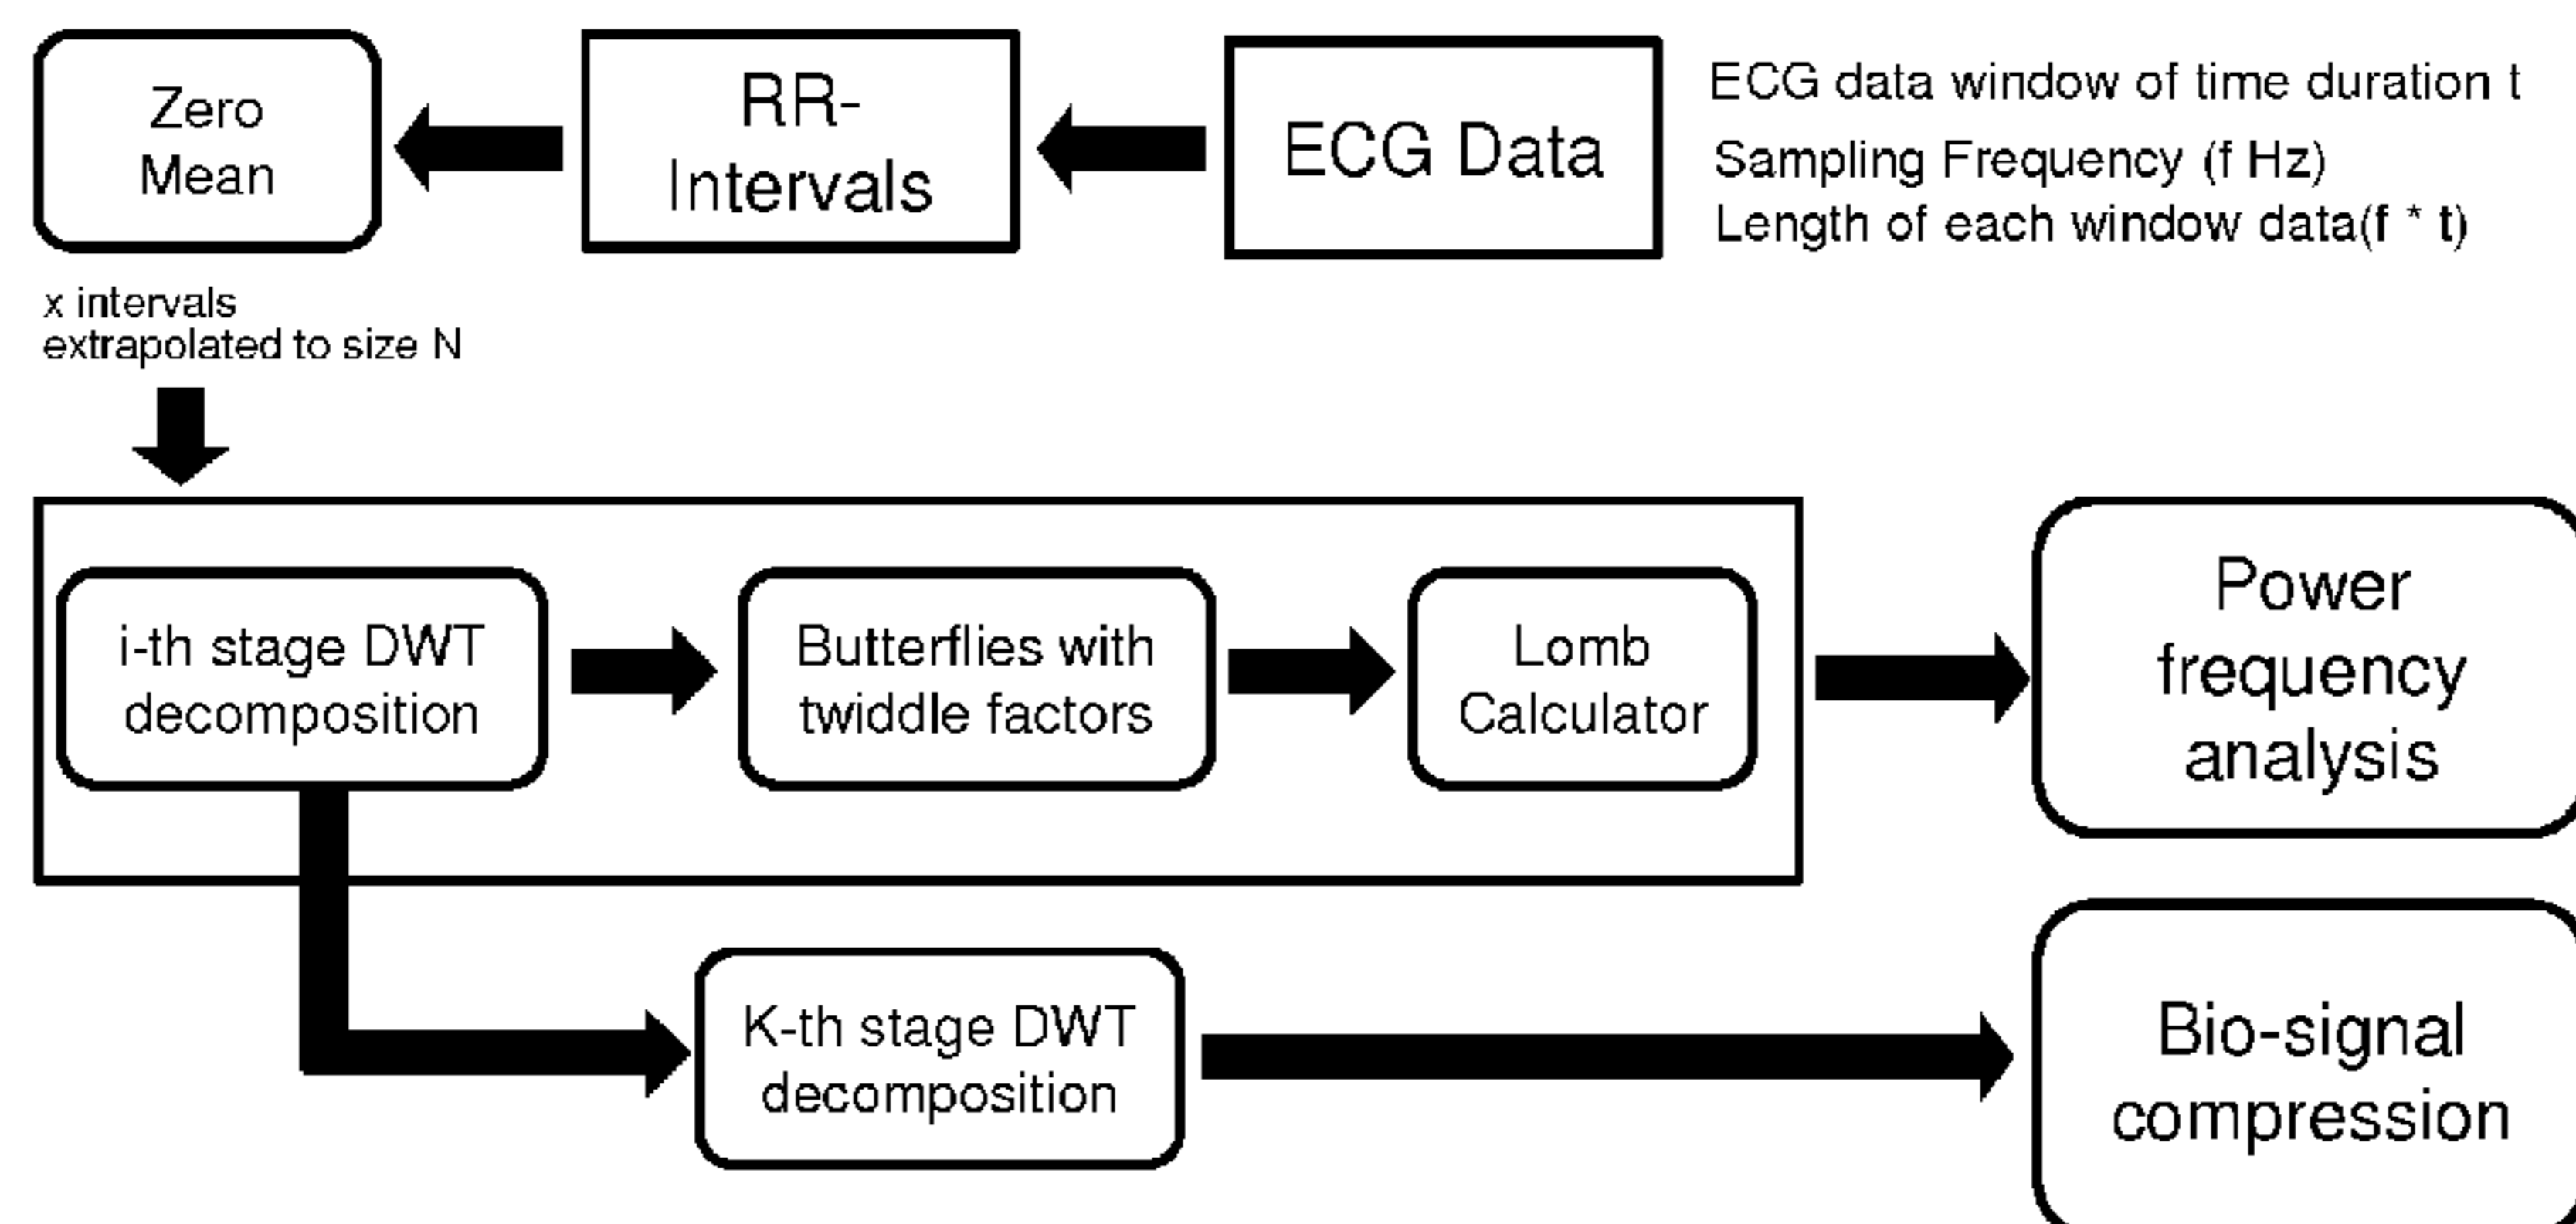 Zero
Mean
RR-
Intervals
ECG Data
ECG data window of time duration t
Sampling Frequency (f Hz)
Length of each window data(f * t)
x intervals
extrapolated to size N
i-th stage DWT
decomposition
Butterflies with
twiddle factors
Lomb
Calculator
Power
frequency
analysis
K-th stage DWT
decomposition
Bio-signal
compression